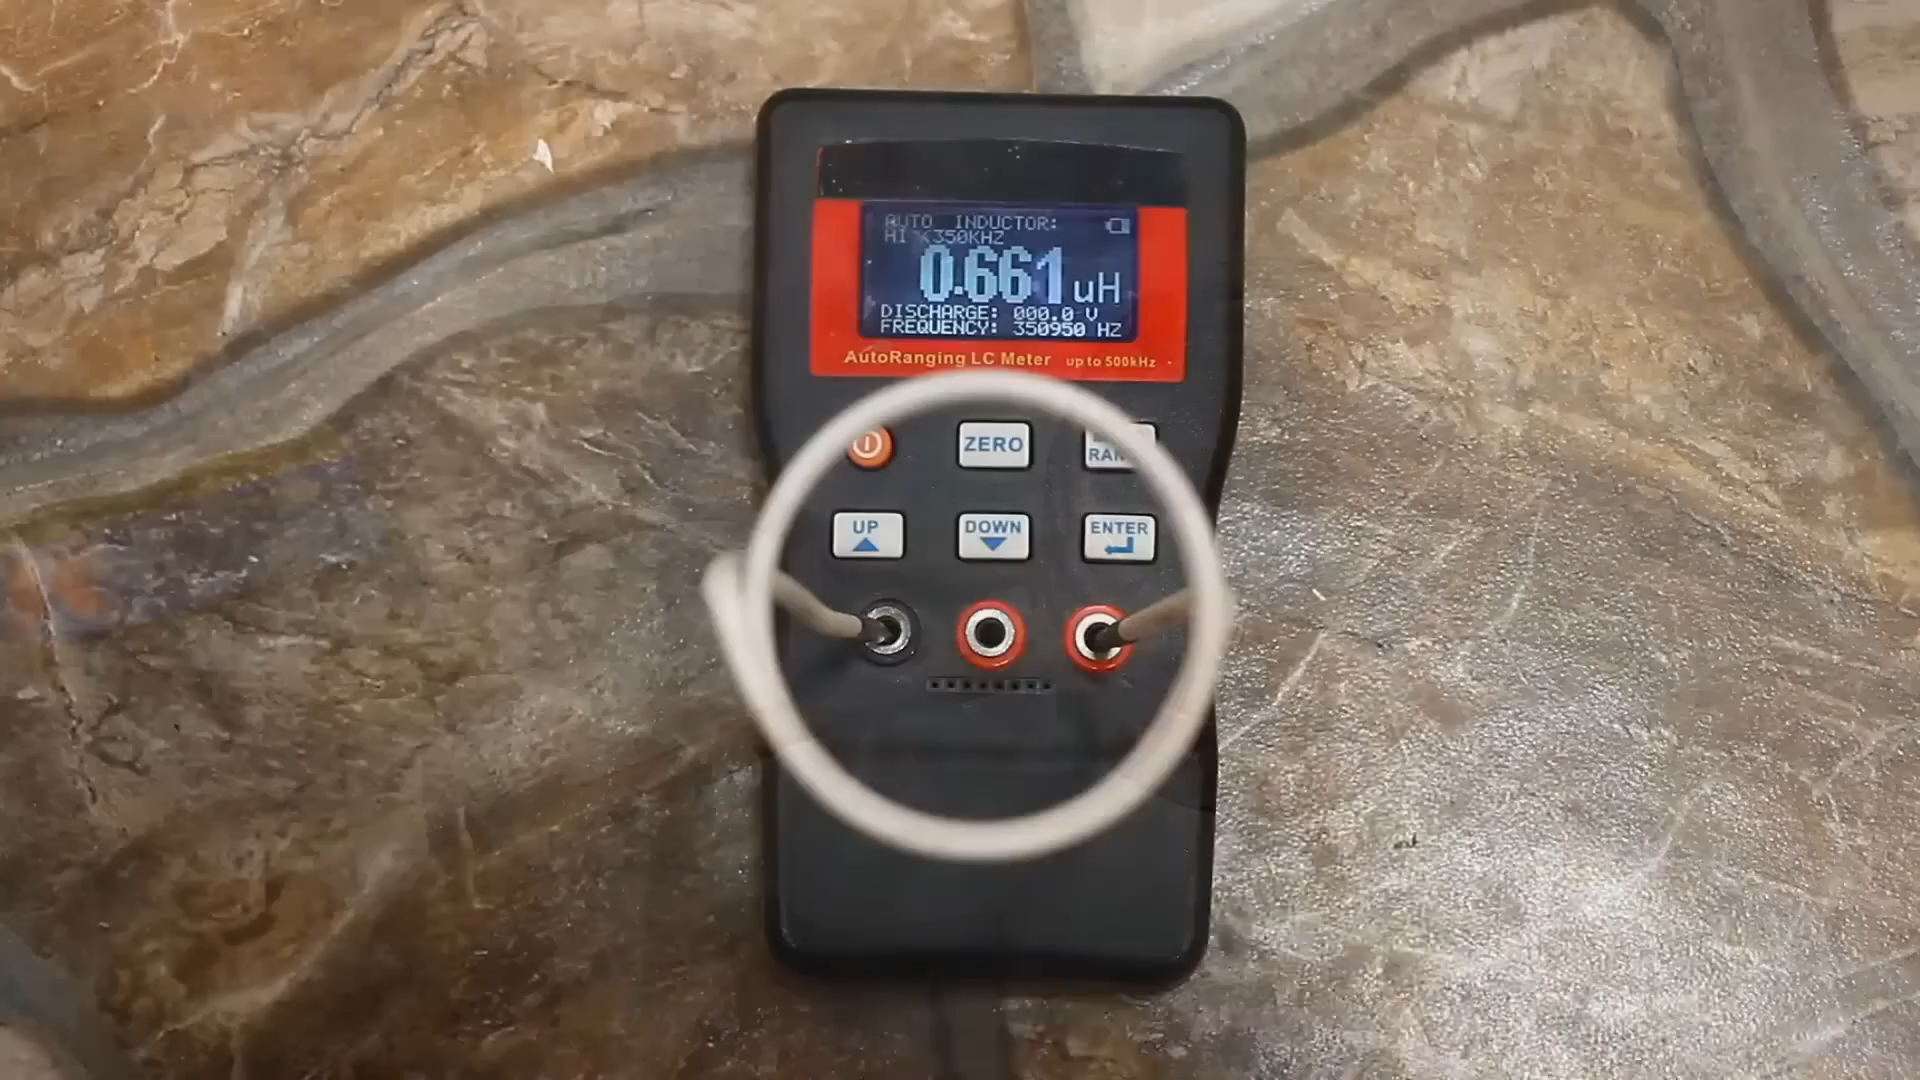 AUTO INDUCTOR:
HI <350KHZ
0.661 uH
DISCHARGE: 000.0 V
FREQUENCY: 350950 HZ
AutoRanging LC Meter up to 500kHz
ZERO
UP DOWN ENTER